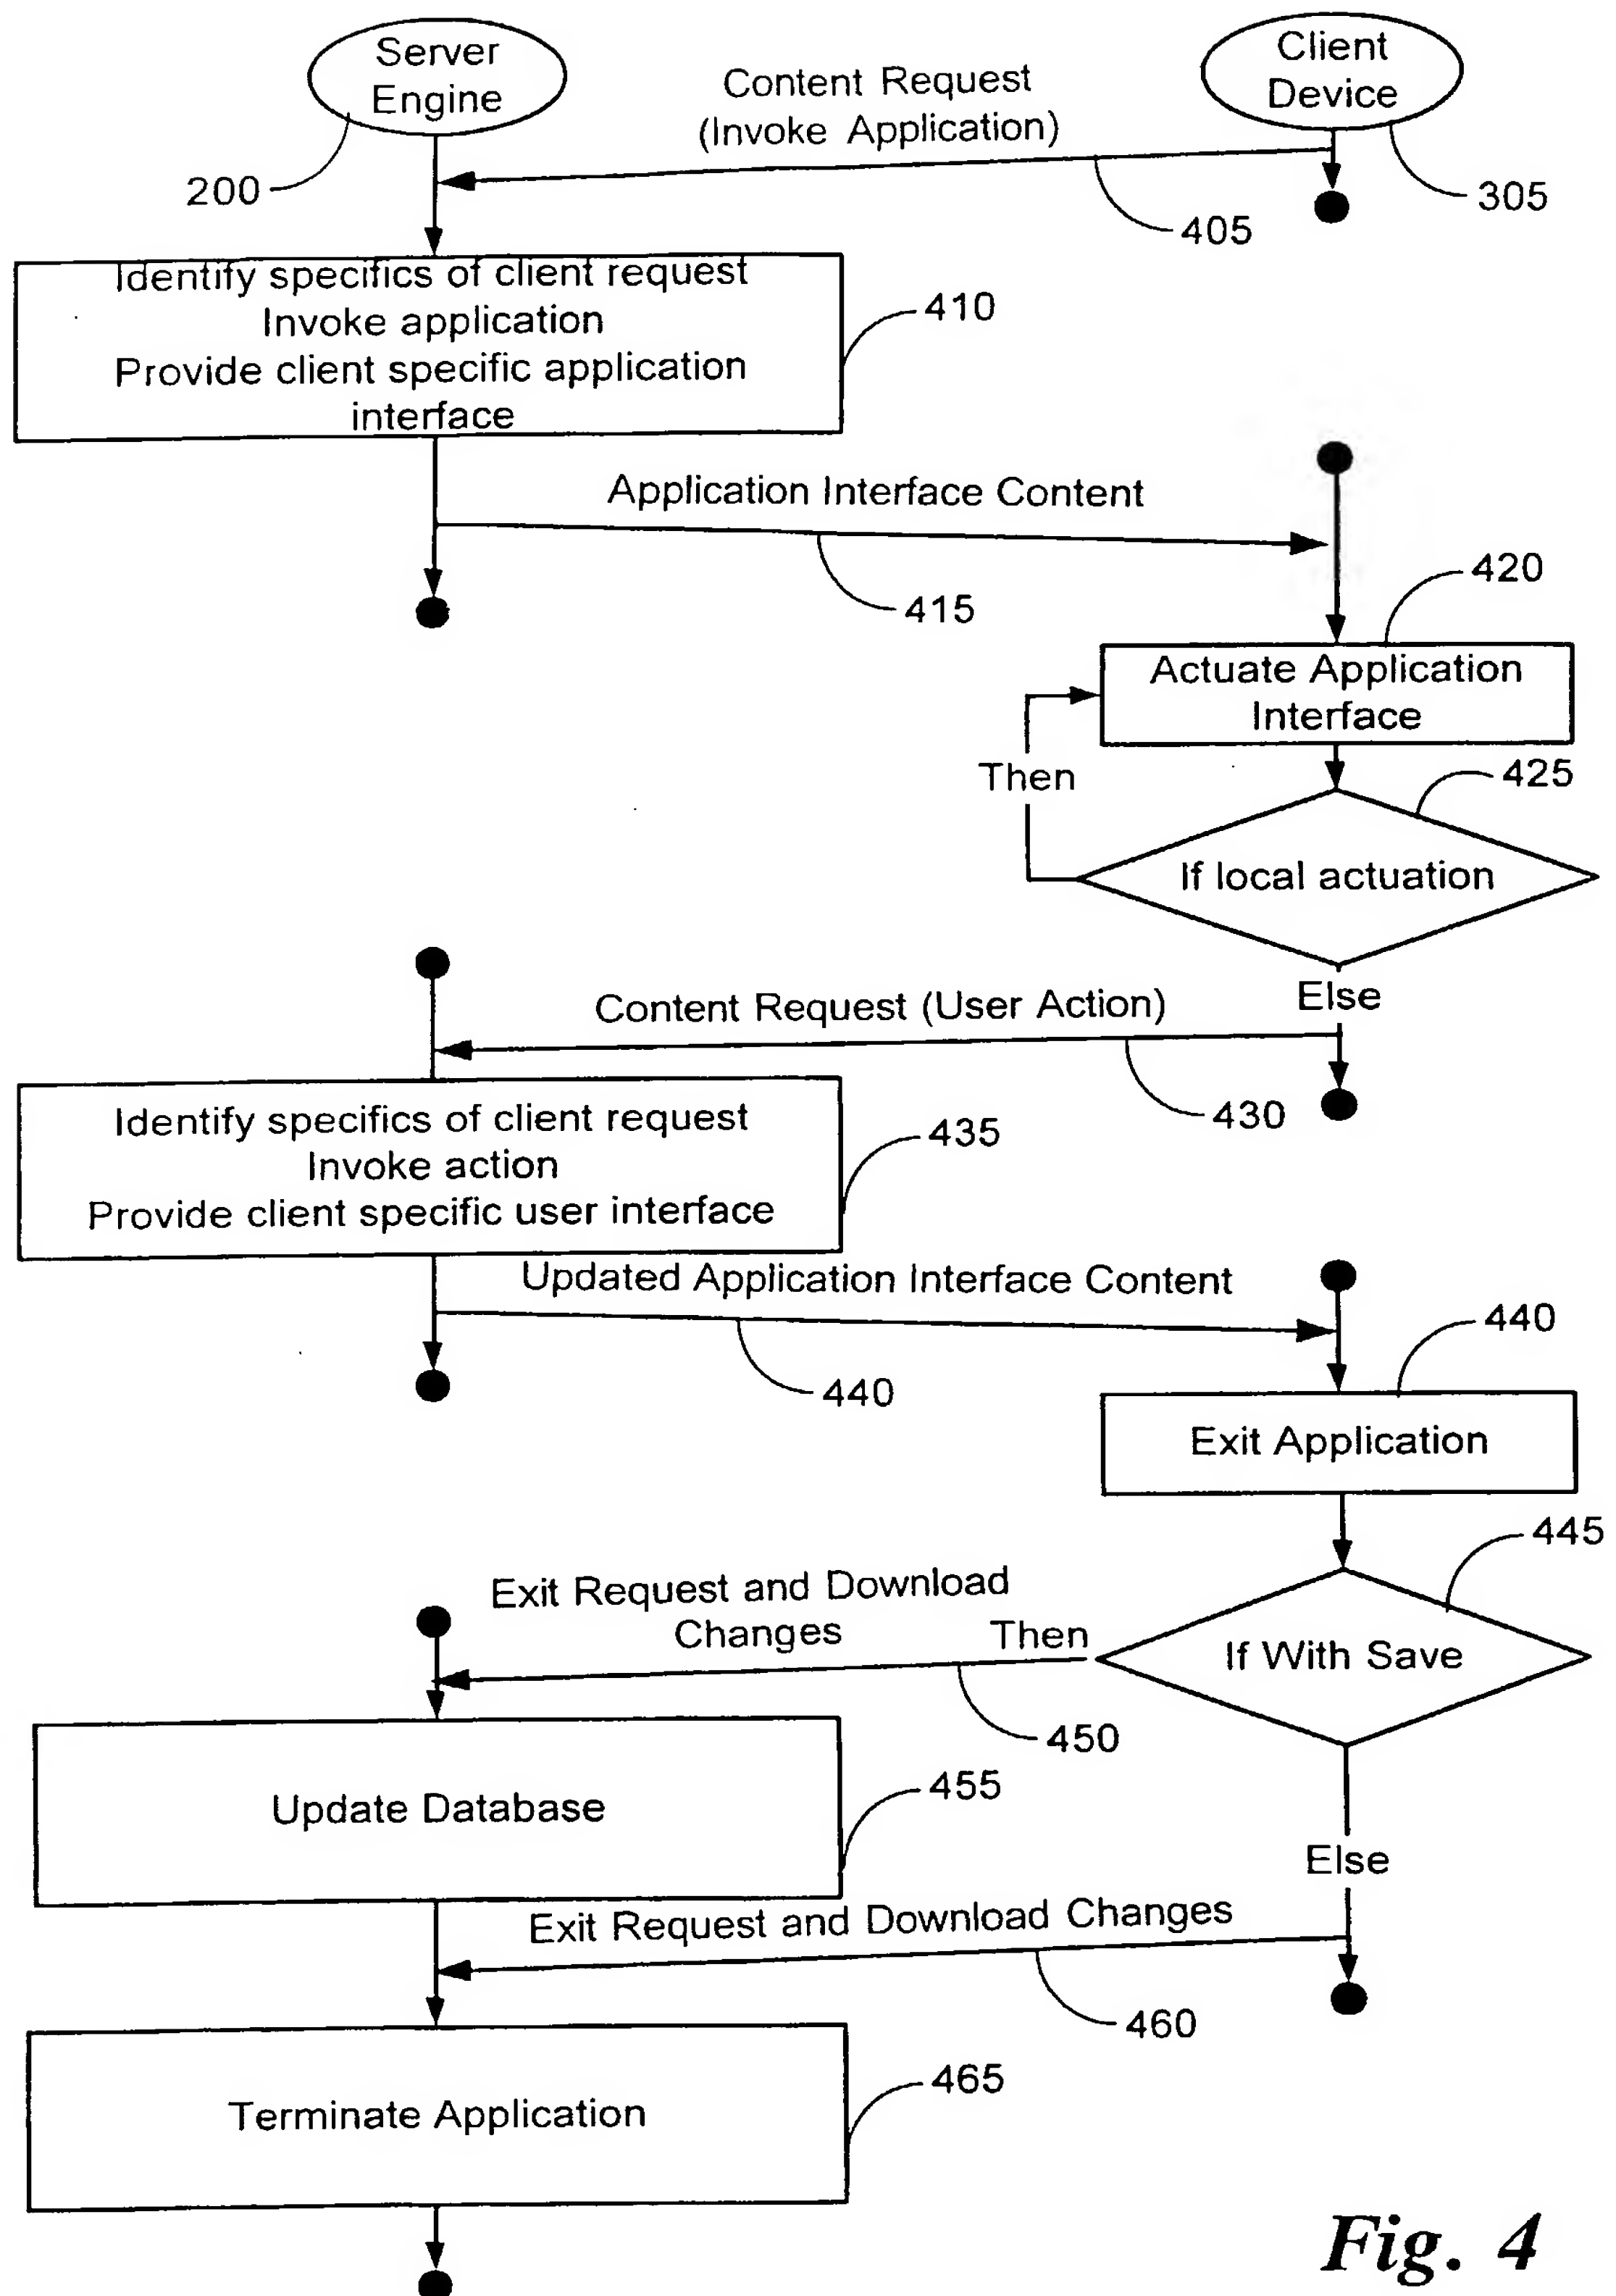 Server
Engine
Client
Device
Content Request
(Invoke Application)
200
405
305
Identify specifics of client request
Invoke application
Provide client specific application
interface
410
Application Interface Content
415
420
Actuate Application
Interface
Then
425
If local actuation
Else
Content Request (User Action)
430
Identify specifics of client request
Invoke action
Provide client specific user interface
435
Updated Application Interface Content
440
440
Exit Application
445
Exit Request and Download
Changes
Then
If With Save
450
Update Database
455
Else
Exit Request and Download Changes
460
Terminate Application
465
Fig. 4